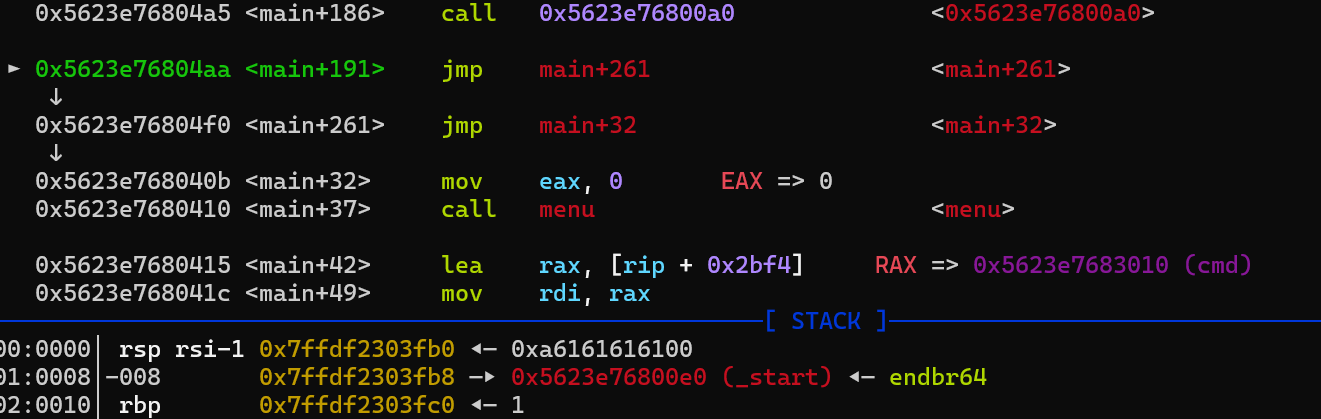 0x5623e76804a5 <main+186> call 0x5623e76800a0 <0x5623e76800a0>
► 0x5623e76804aa <main+191> jmp main+261 <main+261>
↓
0x5623e76804f0 <main+261> jmp main+32 <main+32>
↓
0x5623e768040b <main+32> mov eax, 0 EAX => 0
0x5623e7680410 <main+37> call menu <menu>
0x5623e7680415 <main+42> lea rax, [rip + 0x2bf4] RAX => 0x5623e7683010 (cmd)
0x5623e768041c <main+49> mov rdi, rax
[ STACK ]
00:0000│ rsp rsi-1 0x7ffdf2303fb0 ◂— 0xa6161616100
01:0008│-008 0x7ffdf2303fb8 —▸ 0x5623e76800e0 (_start) ◂— endbr64
02:0010│ rbp 0x7ffdf2303fc0 ◂— 1